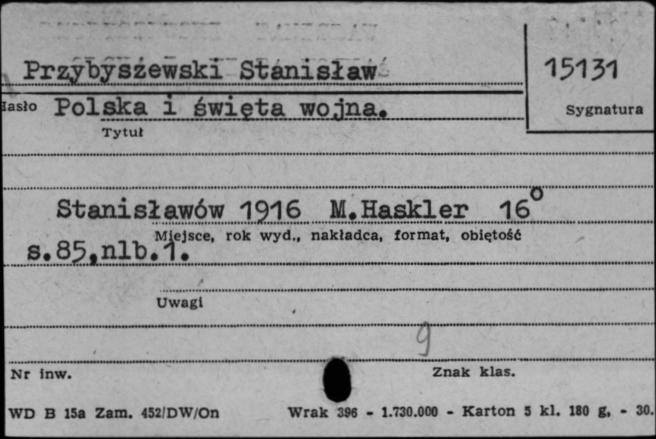 Przybyszewski Stanisław
15131
Hasło Polska i święta wojna.
Sygnatura
Tytuł
Stanisławów 1916 M.Haskler 16°
Miejsce, rok wyd., nakładca, format, obiętość
s.85,nlb.1.
Uwagi
9
Nr inw.
Znak klas.
WD B 15a Zam. 452/DW/On Wrak 396 - 1.730.000 - Karton 5 kl. 180 g. - 30.